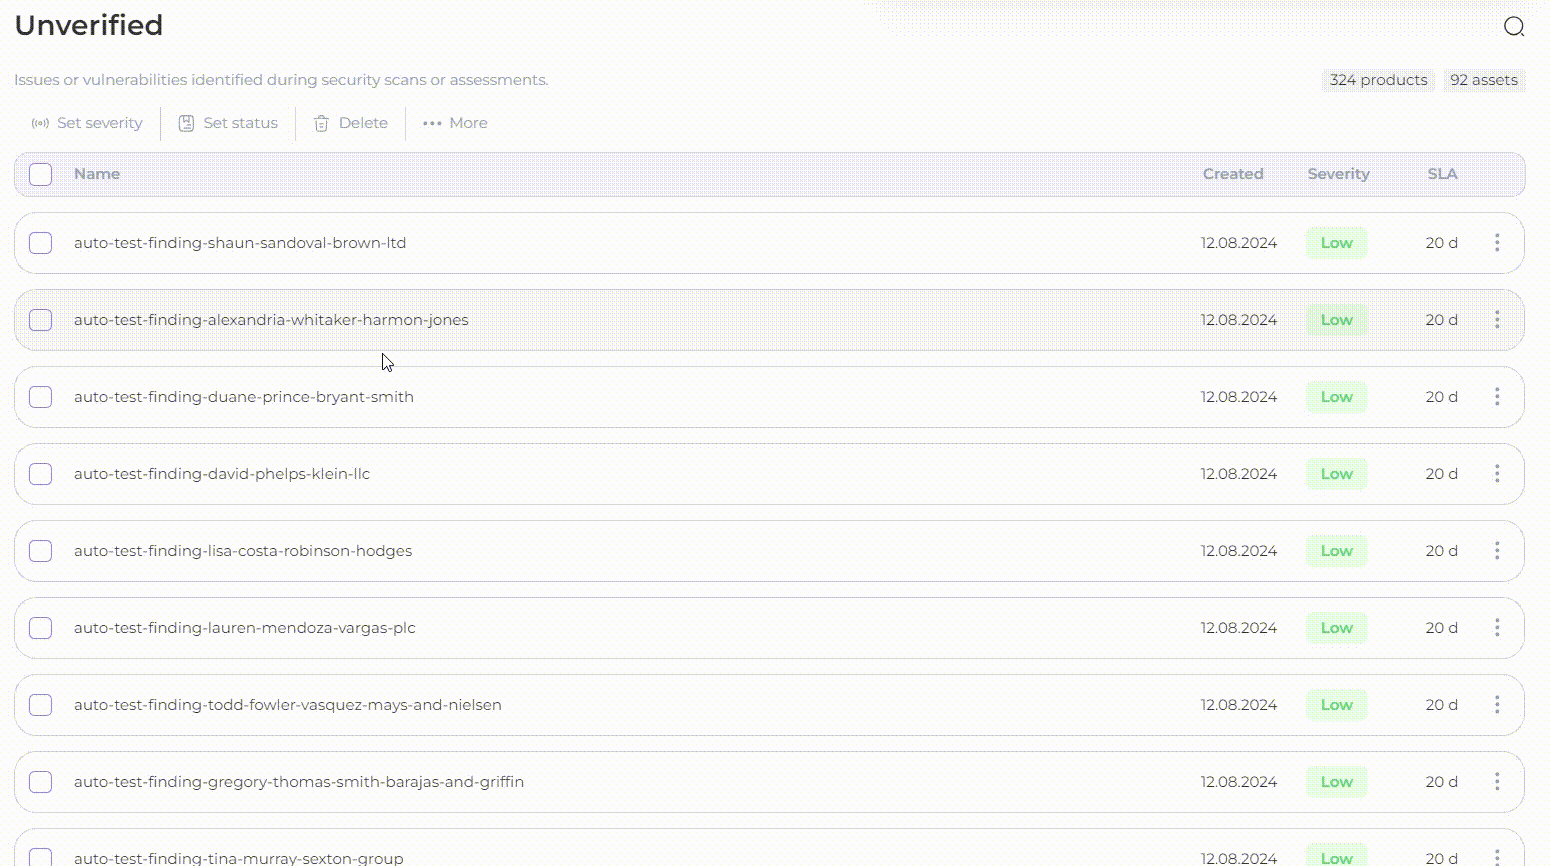 Unverified
Issues or vulnerabilities identified during security scans or assessments.
324 products 92 assets
Set severity Set status Delete More
Name Created Severity SLA
auto-test-finding-shaun-sandoval-brown-ltd 12.08.2024 Low 20 d
auto-test-finding-alexandria-whitaker-harmon-jones 12.08.2024 Low 20 d
auto-test-finding-duane-prince-bryant-smith 12.08.2024 Low 20 d
auto-test-finding-david-phelps-klein-llc 12.08.2024 Low 20 d
auto-test-finding-lisa-costa-robinson-hodges 12.08.2024 Low 20 d
auto-test-finding-lauren-mendoza-vargas-plc 12.08.2024 Low 20 d
auto-test-finding-todd-fowler-vasquez-mays-and-nielsen 12.08.2024 Low 20 d
auto-test-finding-gregory-thomas-smith-barajas-and-griffin 12.08.2024 Low 20 d
auto-test-finding-tina-murray-sexton-group 12.08.2024 Low 20 d